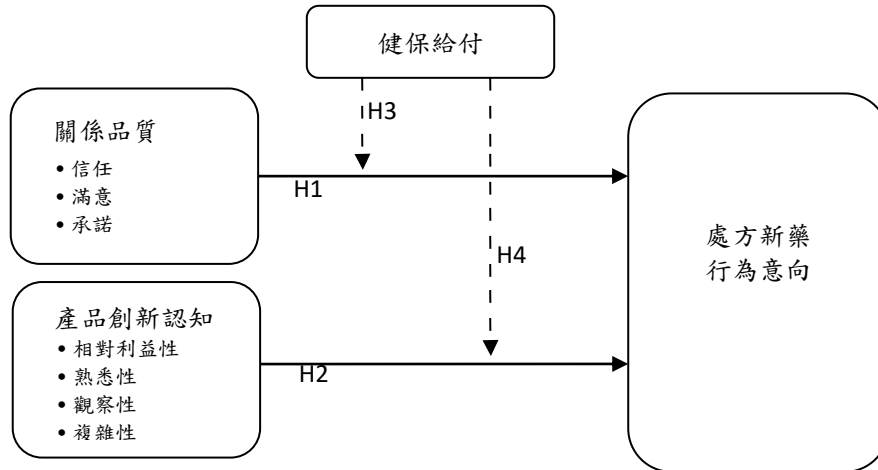 健保給付
H3
關係品質
• 信任
• 滿意
• 承諾
H1
H4
處方新藥
行為意向
產品創新認知
• 相對利益性
• 熟悉性
• 觀察性
• 複雜性
H2